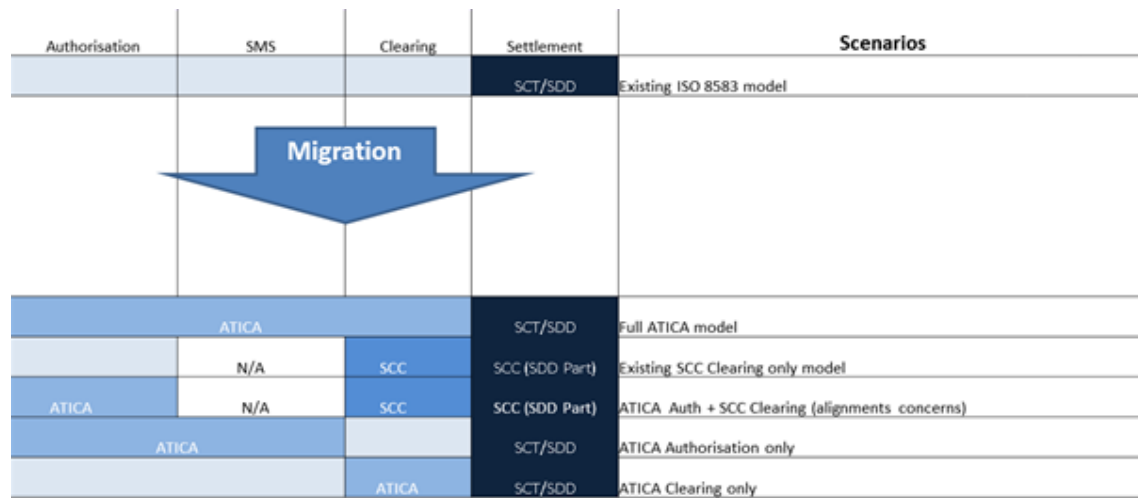 Authorisation SMS Clearing Settlement Scenarios
SCT/SDD Existing ISO 8583 model
Migration
ATICA SCT/SDD Full ATICA model
N/A SCC SCC (SDD Part) Existing SCC Clearing only model
ATICA N/A SCC SCC (SDD Part) ATICA Auth + SCC Clearing (alignments concerns)
ATICA SCT/SDD ATICA Authorisation only
ATICA SCT/SDD ATICA Clearing only